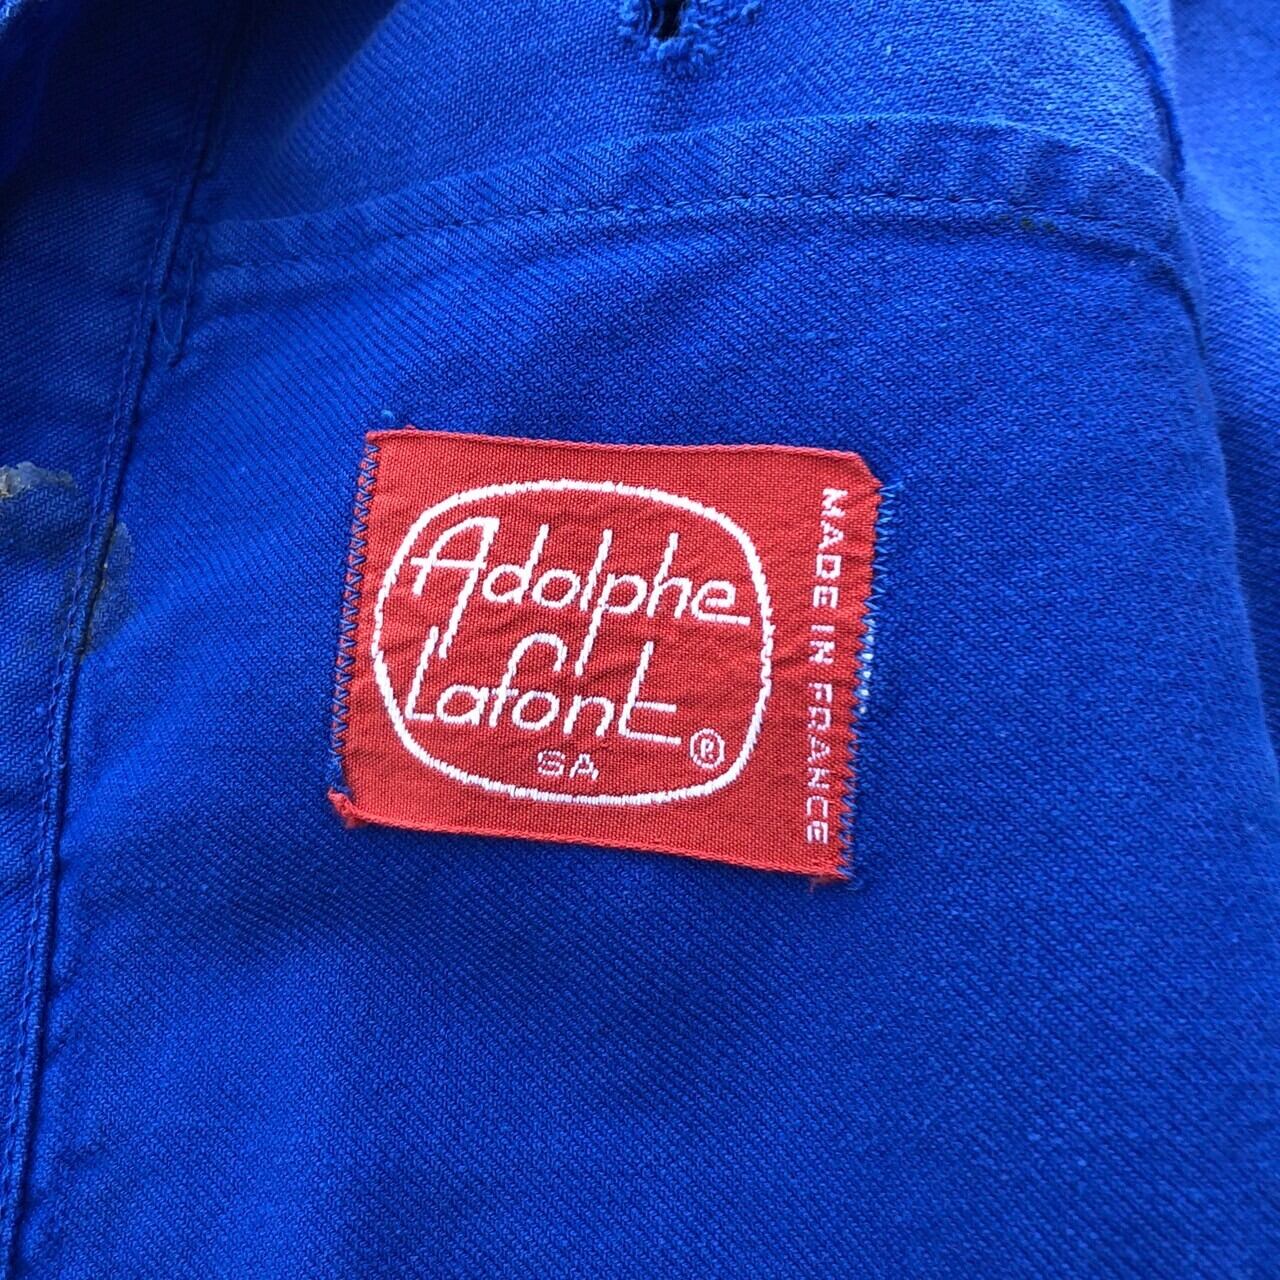 Adolphe
Lafont
SA ®
MADE IN FRANCE